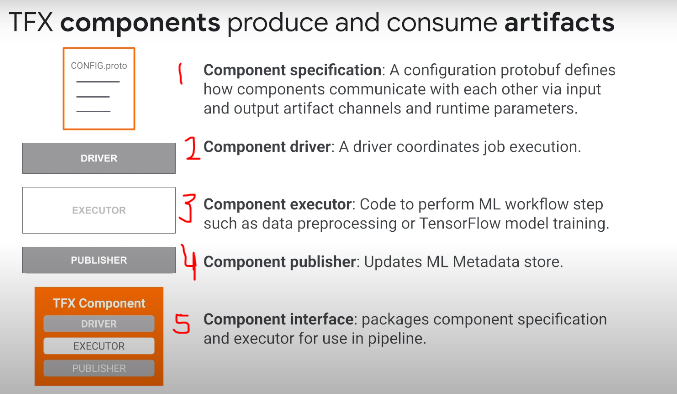 TFX components produce and consume artifacts
CONFIG.proto
1
Component specification: A configuration protobuf defines
how components communicate with each other via input
and output artifact channels and runtime parameters.
DRIVER
2
Component driver: A driver coordinates job execution.
EXECUTOR
3
Component executor: Code to perform ML workflow step
such as data preprocessing or TensorFlow model training.
PUBLISHER
4
Component publisher: Updates ML Metadata store.
TFX Component
DRIVER
EXECUTOR
PUBLISHER
5
Component interface: packages component specification
and executor for use in pipeline.